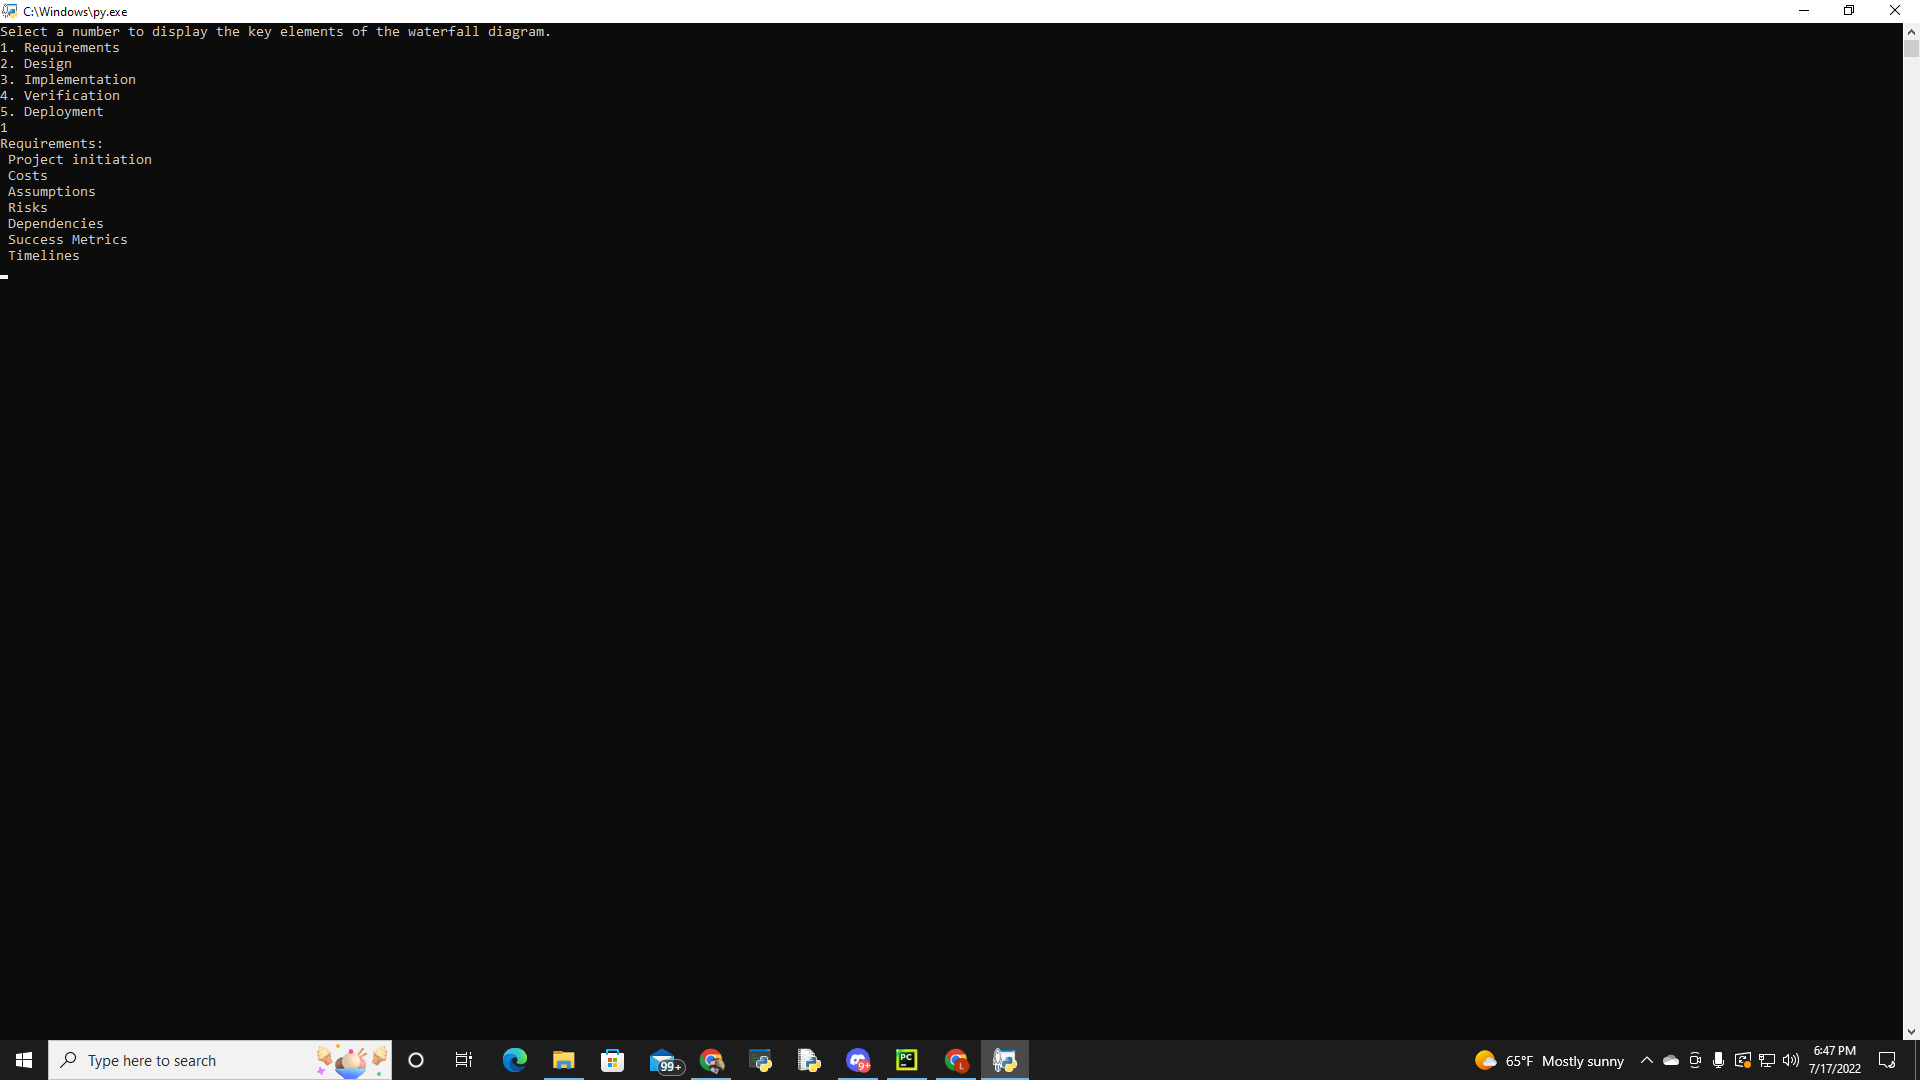 C:\Windows\py.exe
Select a number to display the key elements of the waterfall diagram.
1. Requirements
2. Design
3. Implementation
4. Verification
5. Deployment
1
Requirements:
Project initiation
Costs
Assumptions
Risks
Dependencies
Success Metrics
Timelines
Type here to search
99+
PC
9+
L
65°F Mostly sunny
6:47 PM
7/17/2022